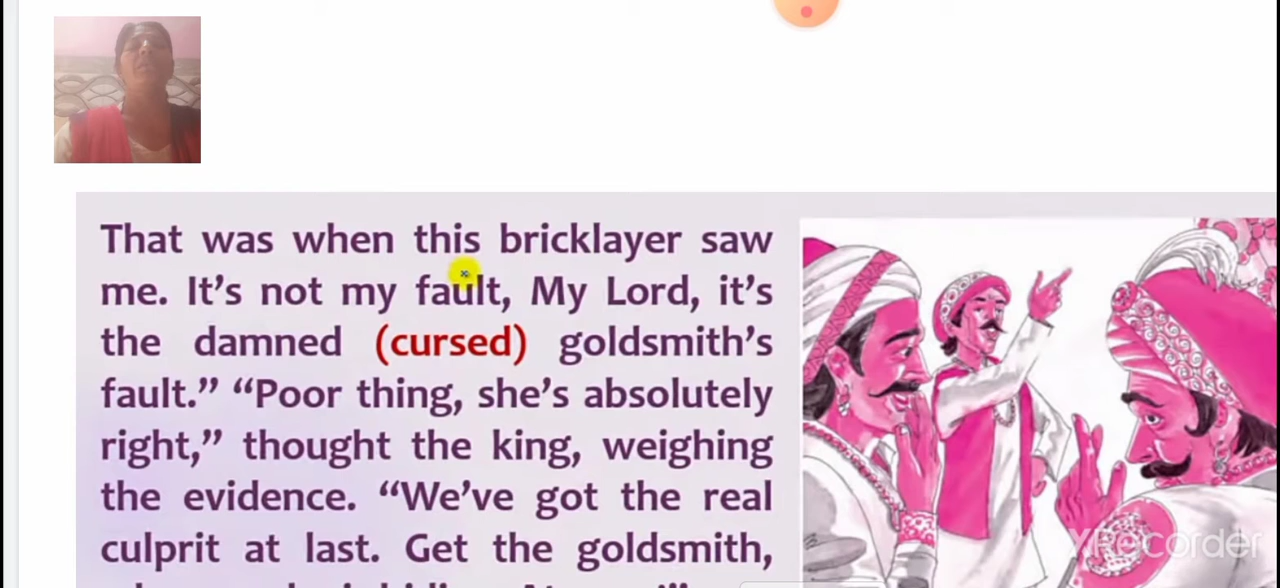 That was when this bricklayer saw
me. It's not my fault, My Lord, it's
the damned (cursed) goldsmith's
fault.” “Poor thing, she's absolutely
right,” thought the king, weighing
the evidence. “We've got the real
culprit at last. Get the goldsmith,
XRecorder